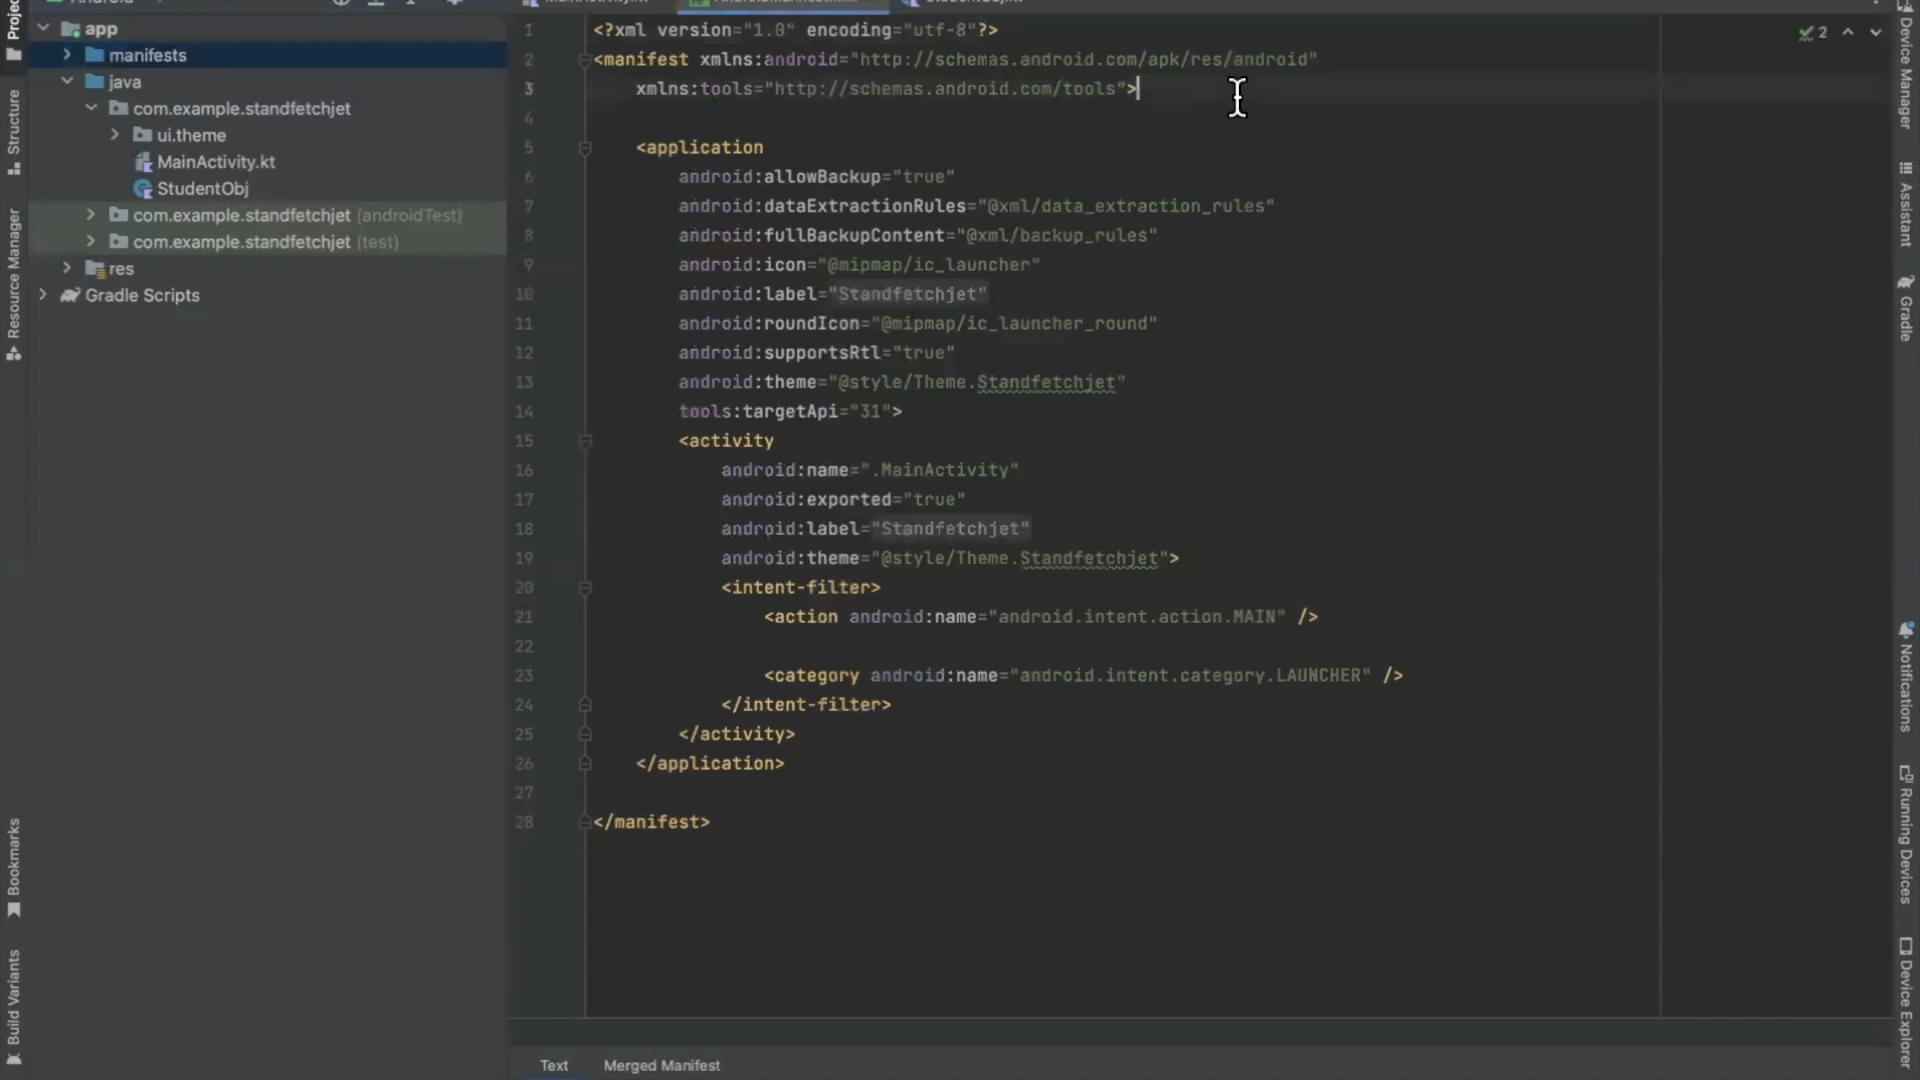 app
manifests
java
com.example.standfetchjet
ui.theme
MainActivity.kt
StudentObj
com.example.standfetchjet (androidTest)
com.example.standfetchjet (test)
res
Gradle Scripts
Structure
Resource Manager
Bookmarks
Build Variants
1 <?xml version="1.0" encoding="utf-8"?>
2 <manifest xmlns:android="http://schemas.android.com/apk/res/android"
3 xmlns:tools="http://schemas.android.com/tools">
4
5 <application
6 android:allowBackup="true"
7 android:dataExtractionRules="@xml/data_extraction_rules"
8 android:fullBackupContent="@xml/backup_rules"
9 android:icon="@mipmap/ic_launcher"
10 android:label="Standfetchjet"
11 android:roundIcon="@mipmap/ic_launcher_round"
12 android:supportsRtl="true"
13 android:theme="@style/Theme.Standfetchjet"
14 tools:targetApi="31">
15 <activity
16 android:name=".MainActivity"
17 android:exported="true"
18 android:label="Standfetchjet"
19 android:theme="@style/Theme.Standfetchjet">
20 <intent-filter>
21 <action android:name="android.intent.action.MAIN" />
22
23 <category android:name="android.intent.category.LAUNCHER" />
24 </intent-filter>
25 </activity>
26 </application>
27
28 </manifest>
2
Text
Merged Manifest
Device Manager
Assistant
Gradle
Notifications
Running Devices
Device Explorer